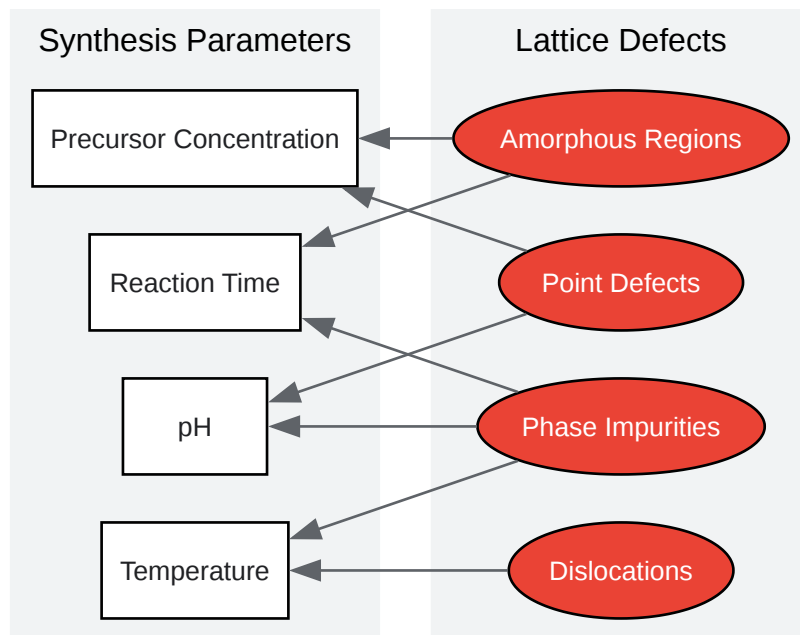 Synthesis Parameters
Precursor Concentration
Reaction Time
pH
Temperature
Lattice Defects
Amorphous Regions
Point Defects
Phase Impurities
Dislocations